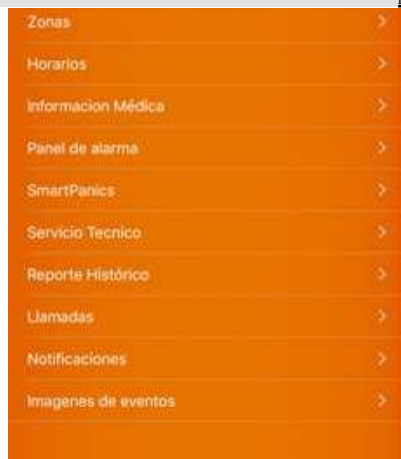 Zonas
Horarios
Informacion Médica
Panel de alarma
SmartPanics
Servicio Tecnico
Reporte Histórico
Llamadas
Notificaciones
Imagenes de eventos